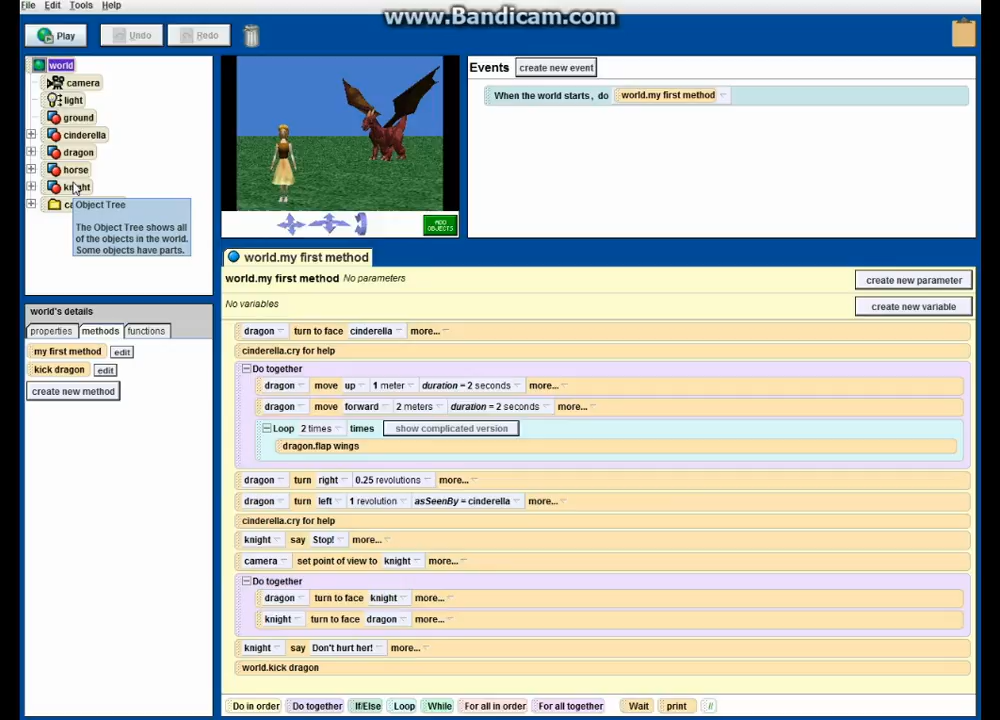 www.Bandicam.com
File Edit Tools Help
Play Undo Redo
world
camera
light
ground
cinderella
dragon
horse
knight
Object Tree
The Object Tree shows all
of the objects in the world.
Some objects have parts.
ADD
OBJECTS
Events create new event
When the world starts, do world.my first method
world's details
properties methods functions
my first method edit
kick dragon edit
create new method
world.my first method
world.my first method No parameters create new parameter
No variables create new variable
dragon turn to face cinderella more...
cinderella.cry for help
Do together
dragon move up 1 meter duration = 2 seconds more...
dragon move forward 2 meters duration = 2 seconds more...
Loop 2 times times show complicated version
dragon.flap wings
dragon turn right 0.25 revolutions more...
dragon turn left 1 revolution asSeenBy = cinderella more...
cinderella.cry for help
knight say Stop! more...
camera set point of view to knight more...
Do together
dragon turn to face knight more...
knight turn to face dragon more...
knight say Don't hurt her! more...
world.kick dragon
Do in order Do together If/Else Loop While For all in order For all together Wait print //